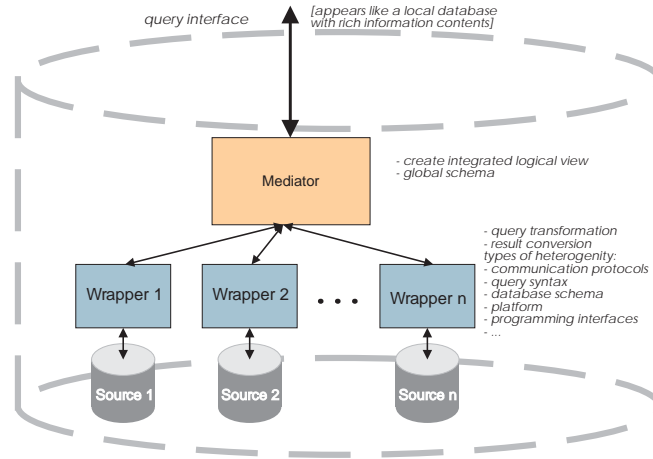 query interface
[appears like a local database
with rich information contents]
Mediator
- create integrated logical view
- global schema
- query transformation
- result conversion
types of heterogenity:
- communication protocols
- query syntax
- database schema
- platform
- programming interfaces
- ...
Wrapper 1
Wrapper 2
. . .
Wrapper n
Source 1
Source 2
Source n